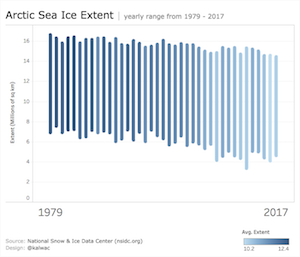 Arctic Sea Ice Extent | yearly range from 1979 - 2017
Extent (Millions of sq km)
16
14
12
10
8
6
4
2
0
1979 2017
Source: National Snow & Ice Data Center (nsidc.org)
Design: @kaiwac
Avg. Extent
10.2 12.4